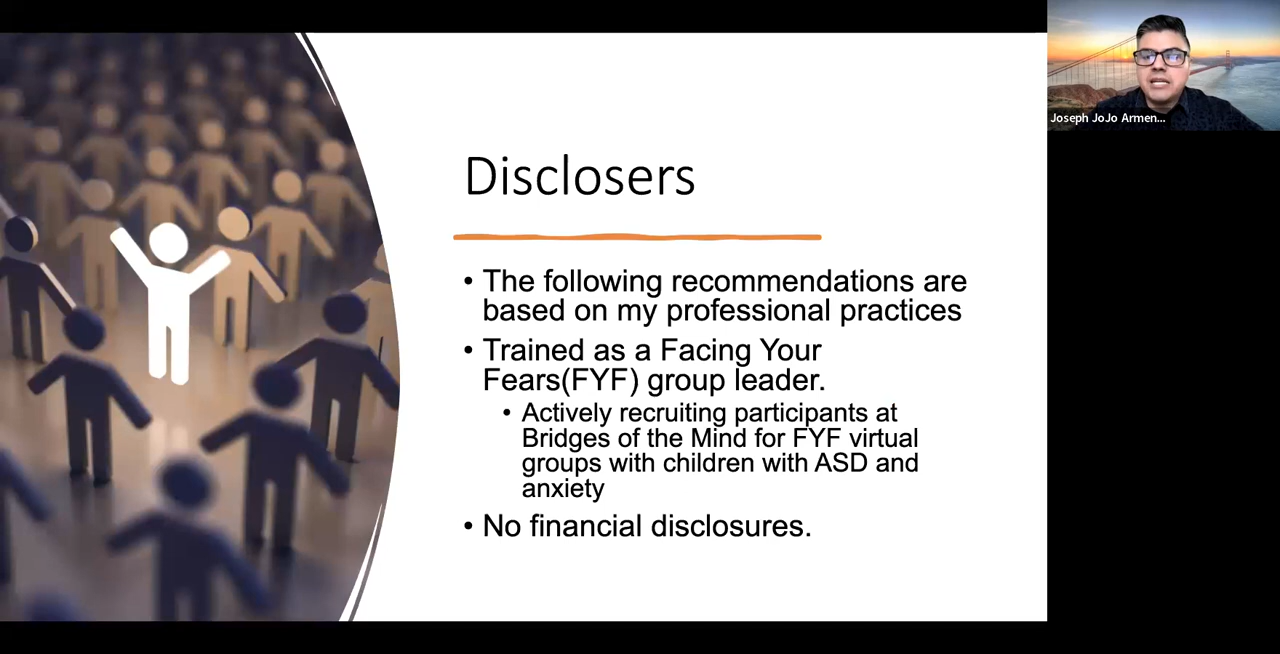 Joseph JoJo Armen...
Disclosers
• The following recommendations are
based on my professional practices
• Trained as a Facing Your
Fears(FYF) group leader.
• Actively recruiting participants at
Bridges of the Mind for FYF virtual
groups with children with ASD and
anxiety
• No financial disclosures.